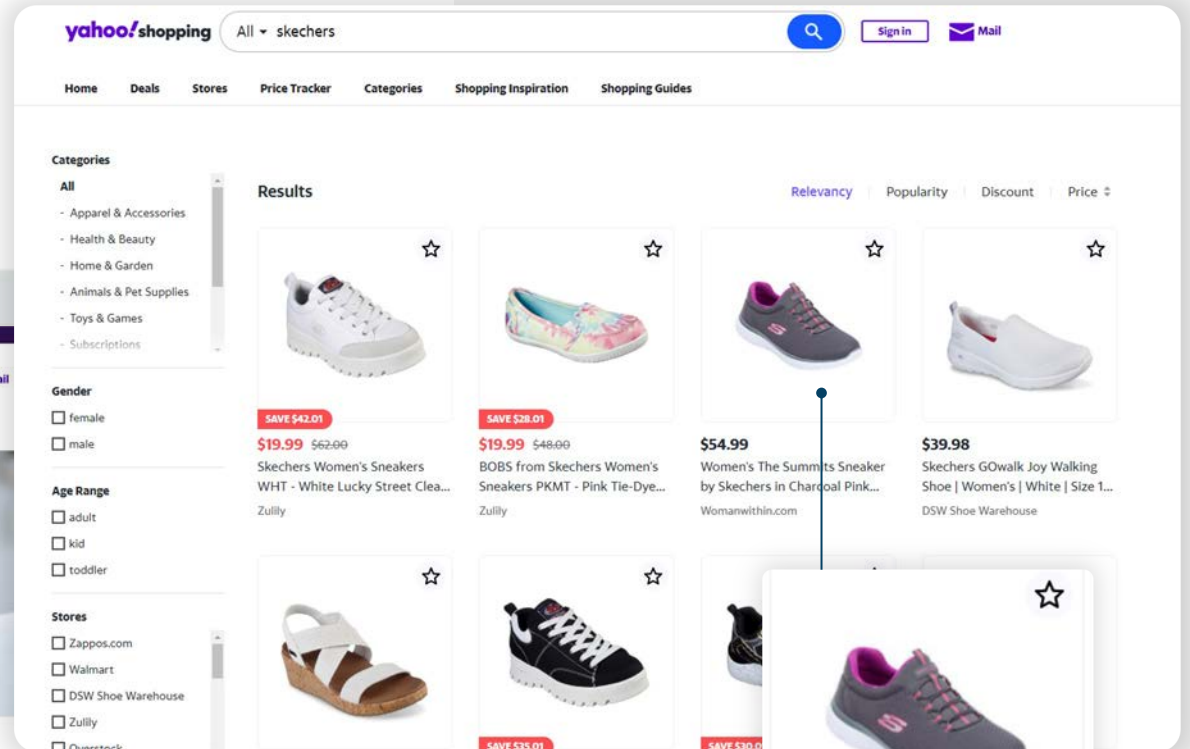 yahoo!shopping All skechers Sign in Mail
Home Deals Stores Price Tracker Categories Shopping Inspiration Shopping Guides
Categories
All
- Apparel & Accessories
- Health & Beauty
- Home & Garden
- Animals & Pet Supplies
- Toys & Games
- Subscriptions
Gender
female
male
Age Range
adult
kid
toddler
Stores
Zappos.com
Walmart
DSW Shoe Warehouse
Zulily
Overstock
Results Relevancy Popularity Discount Price
SAVE $42.01
$19.99 $62.00
Skechers Women's Sneakers
WHT - White Lucky Street Clea...
Zulily
SAVE $28.01
$19.99 $48.00
BOBS from Skechers Women's
Sneakers PKMT - Pink Tie-Dye...
Zulily
$54.99
Women's The Summits Sneaker
by Skechers in Charcoal Pink...
Womanwithin.com
$39.98
Skechers GOwalk Joy Walking
Shoe | Women's | White | Size 1...
DSW Shoe Warehouse
SAVE $35.01
SAVE $30.0